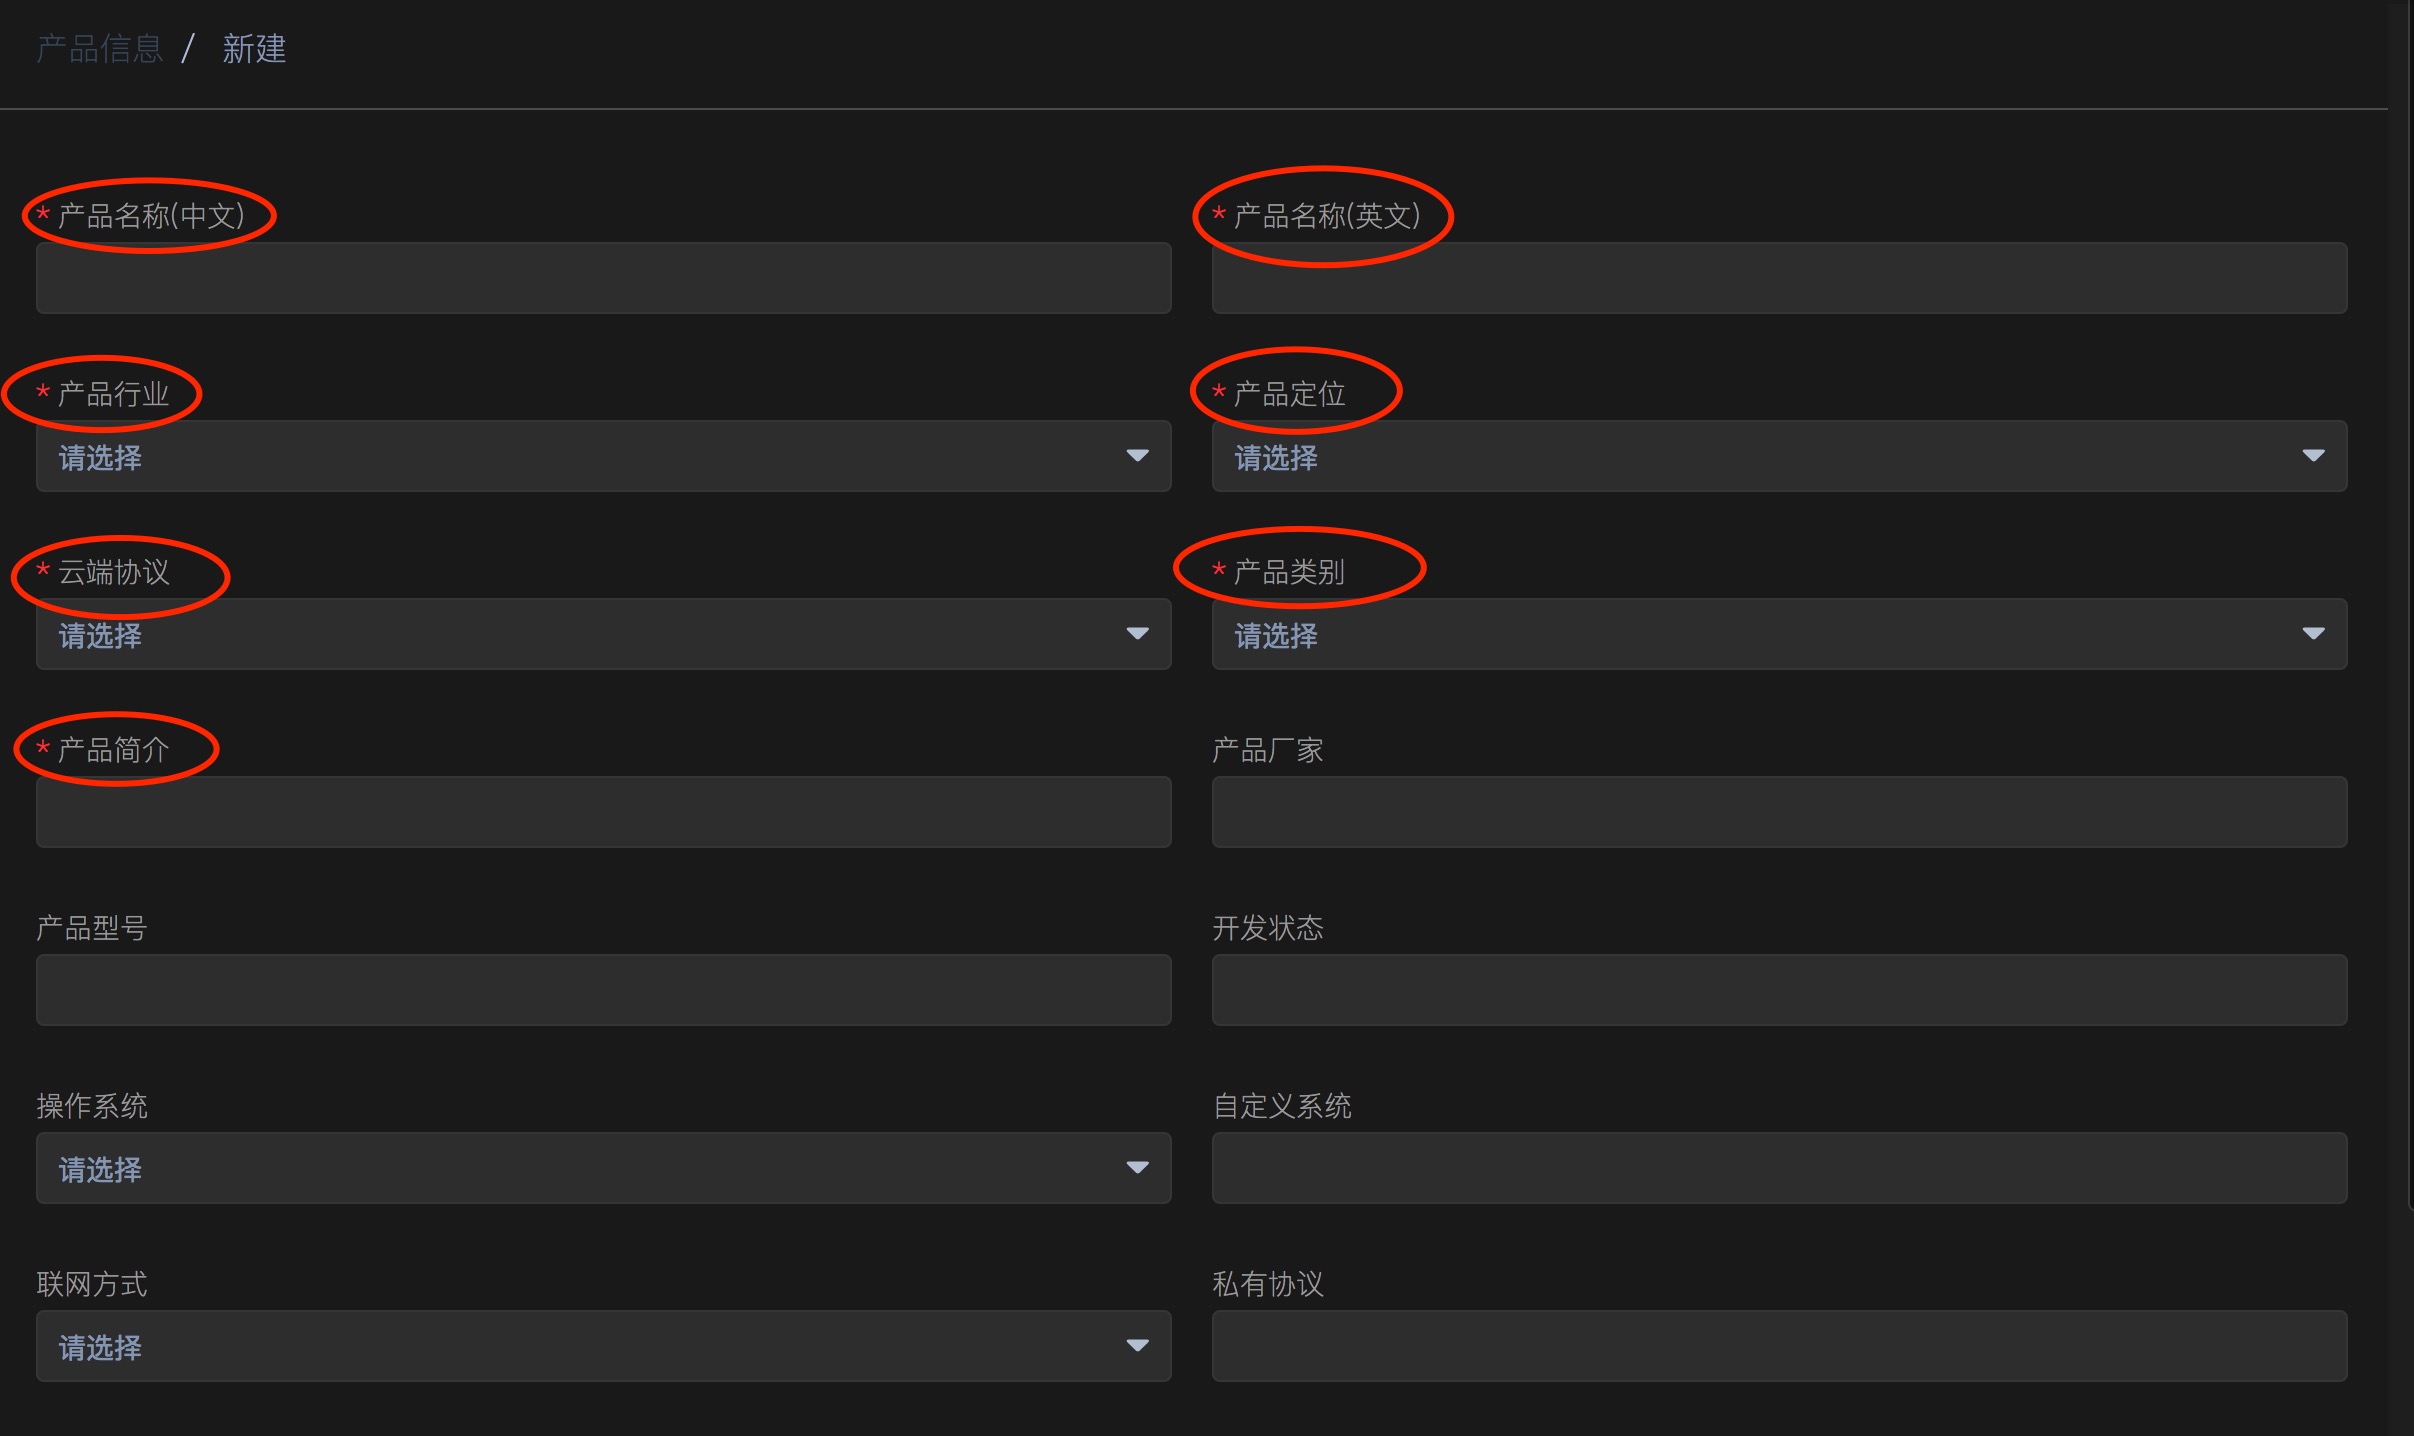 产品信息 / 新建
* 产品名称(中文)
* 产品名称(英文)
* 产品行业
请选择
* 产品定位
请选择
* 云端协议
请选择
* 产品类别
请选择
* 产品简介
产品厂家
产品型号
开发状态
操作系统
请选择
自定义系统
联网方式
请选择
私有协议